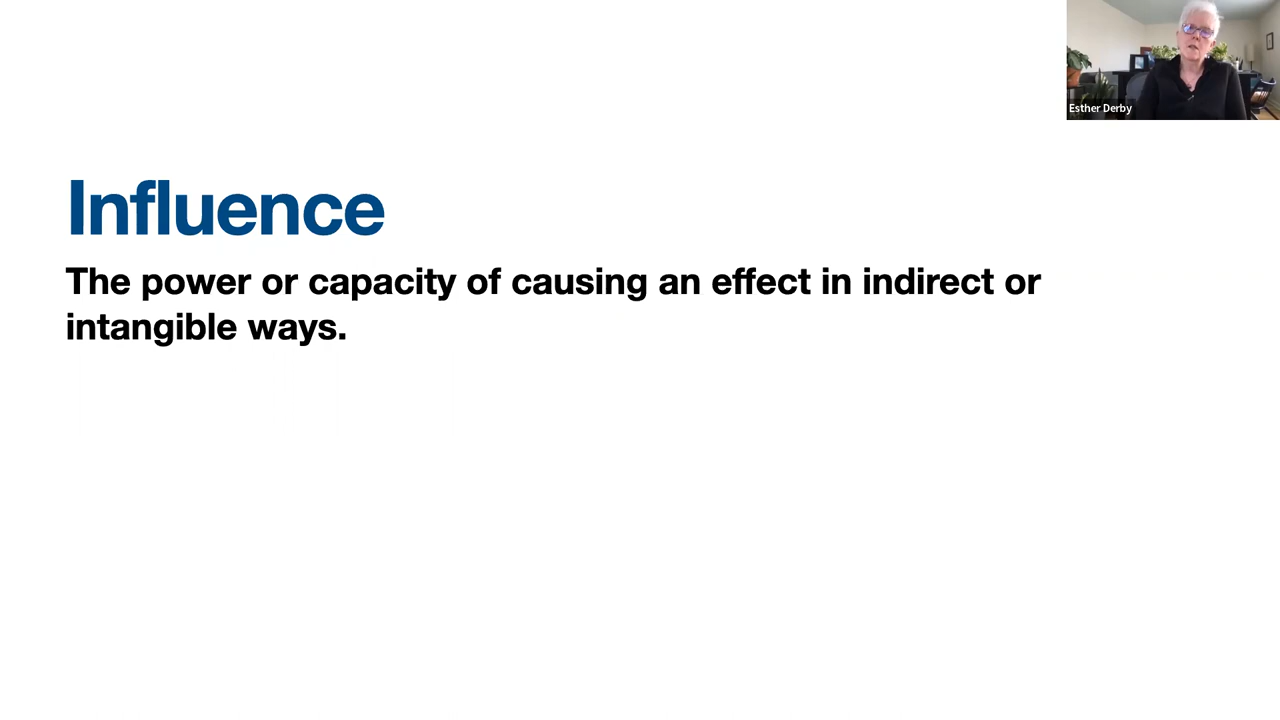 Esther Derby
Influence
The power or capacity of causing an effect in indirect or
intangible ways.